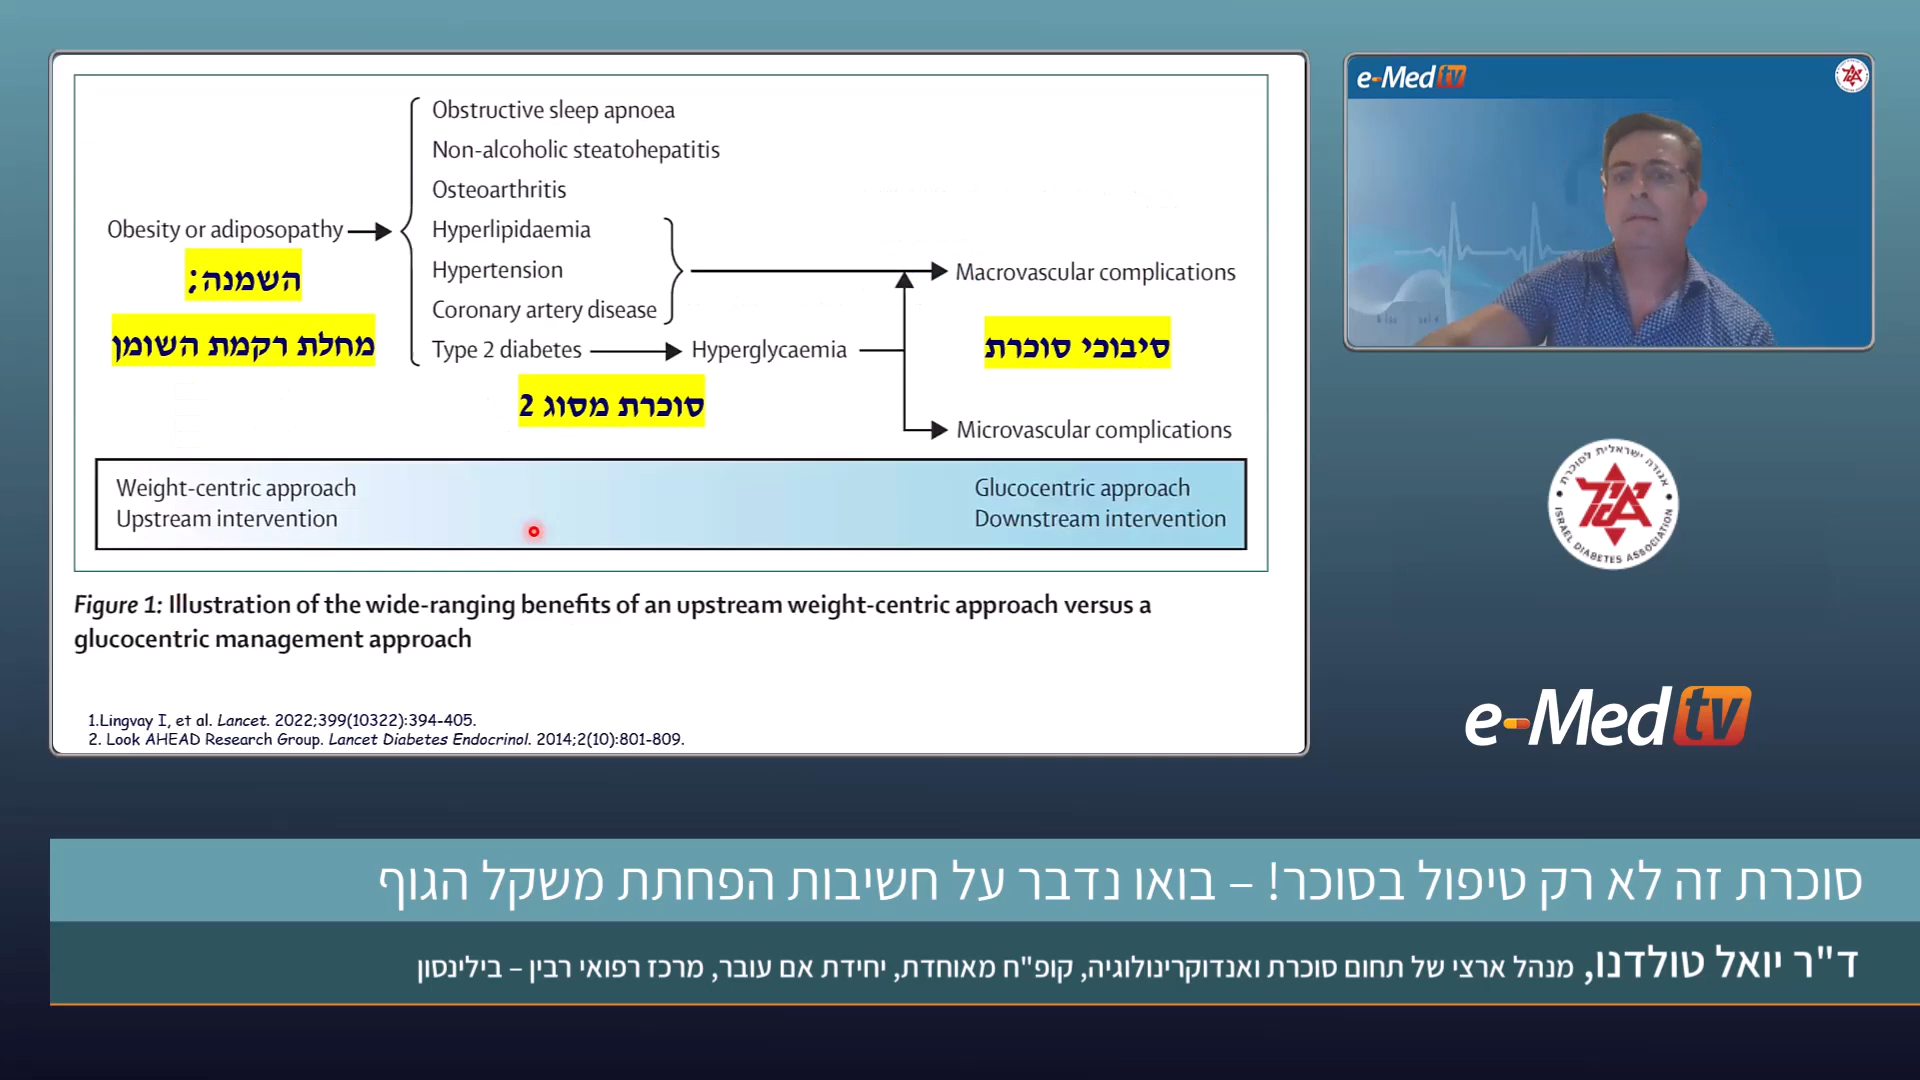 Obstructive sleep apnoea
Non-alcoholic steatohepatitis
Osteoarthritis
Obesity or adiposopathy
Hyperlipidaemia
Hypertension
Macrovascular complications
Coronary artery disease
Type 2 diabetes
Hyperglycaemia
Microvascular complications
השמנה;
מחלת רקמת השומן
סוכרת מסוג 2
סיבוכי סוכרת
Weight-centric approach
Upstream intervention
Glucocentric approach
Downstream intervention
Figure 1: Illustration of the wide-ranging benefits of an upstream weight-centric approach versus a
glucocentric management approach
1.Lingvay I, et al. Lancet. 2022;399(10322):394-405.
2. Look AHEAD Research Group. Lancet Diabetes Endocrinol. 2014;2(10):801-809.
e-Med tv
אגודה ישראלית לסוכרת
איל
ISRAEL DIABETES ASSOCIATION
e-Med tv
סוכרת זה לא רק טיפול בסוכר! – בואו נדבר על חשיבות הפחתת משקל הגוף
ד"ר יואל טולדנו, מנהל ארצי של תחום סוכרת ואנדוקרינולוגיה, קופ"ח מאוחדת, יחידת אם עובר, מרכז רפואי רבין – בילינסון